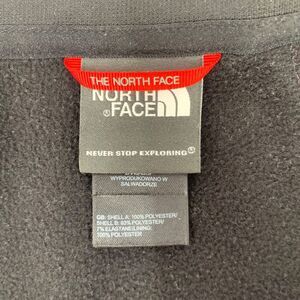 THE NORTH FACE
NORTH
FACE
®
NEVER STOP EXPLORING®
WYPRODUKOWANO W
SALWADORZE
GB: SHELL A: 100% POLYESTER/
SHELL B: 93% POLYESTER/
7% ELASTANE/LINING:
100% POLYESTER